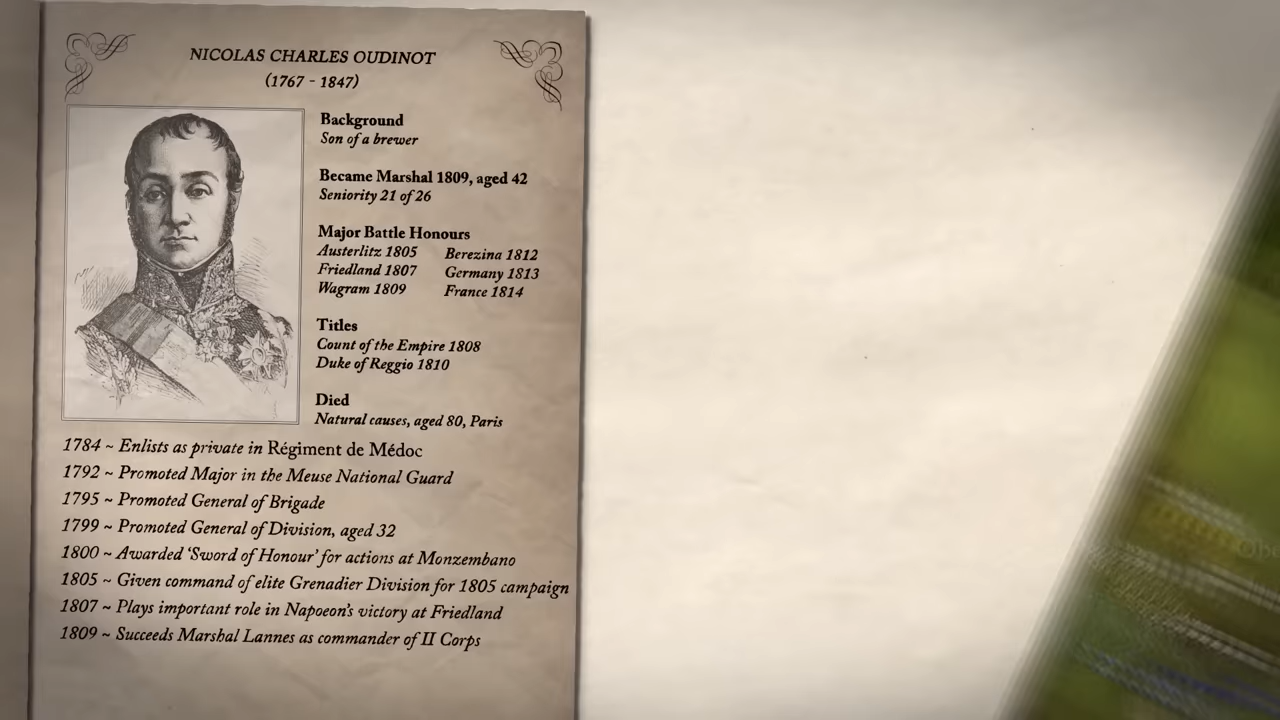 NICOLAS CHARLES OUDINOT
(1767 - 1847)
Background
Son of a brewer
Became Marshal 1809, aged 42
Seniority 21 of 26
Major Battle Honours
Austerlitz 1805 Berezina 1812
Friedland 1807 Germany 1813
Wagram 1809 France 1814
Titles
Count of the Empire 1808
Duke of Reggio 1810
Died
Natural causes, aged 80, Paris
1784 ~ Enlists as private in Régiment de Médoc
1792 ~ Promoted Major in the Meuse National Guard
1795 ~ Promoted General of Brigade
1799 ~ Promoted General of Division, aged 32
1800 ~ Awarded ‘Sword of Honour’ for actions at Monzembano
1805 ~ Given command of elite Grenadier Division for 1805 campaign
1807 ~ Plays important role in Napoeon's victory at Friedland
1809 ~ Succeeds Marshal Lannes as commander of II Corps